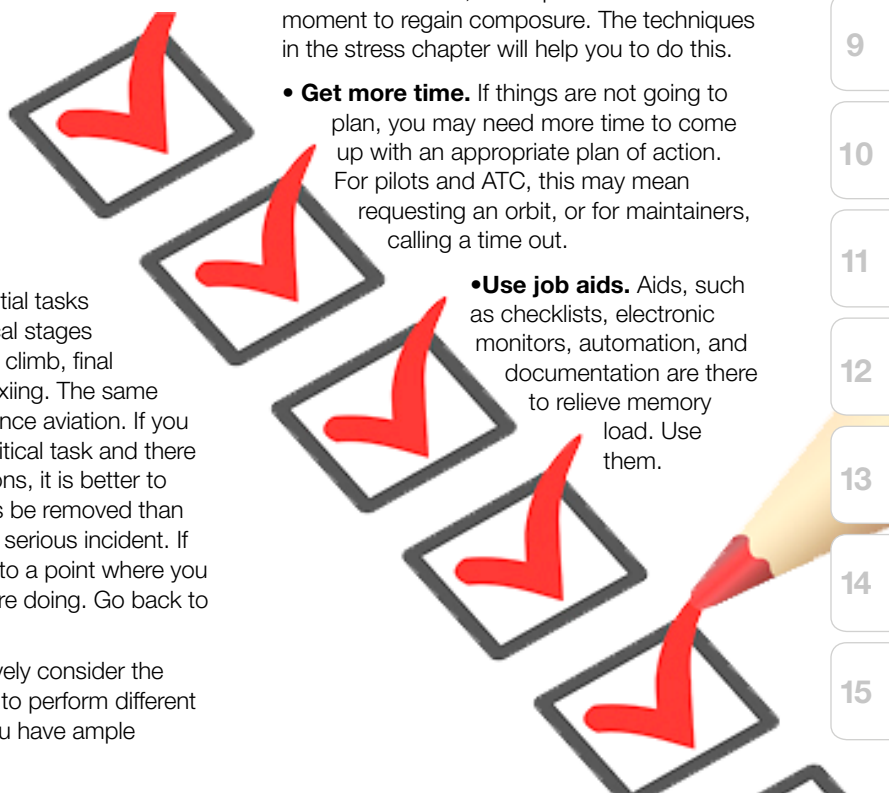 tial tasks
al stages
climb, final
xiing. The same
nce aviation. If you
itical task and there
ons, it is better to
s be removed than
serious incident. If
to a point where you
re doing. Go back to
vely consider the
to perform different
u have ample
moment to regain composure. The techniques
in the stress chapter will help you to do this.
• Get more time. If things are not going to
plan, you may need more time to come
up with an appropriate plan of action.
For pilots and ATC, this may mean
requesting an orbit, or for maintainers,
calling a time out.
•Use job aids. Aids, such
as checklists, electronic
monitors, automation, and
documentation are there
to relieve memory
load. Use
them.
9
10
11
12
13
14
15